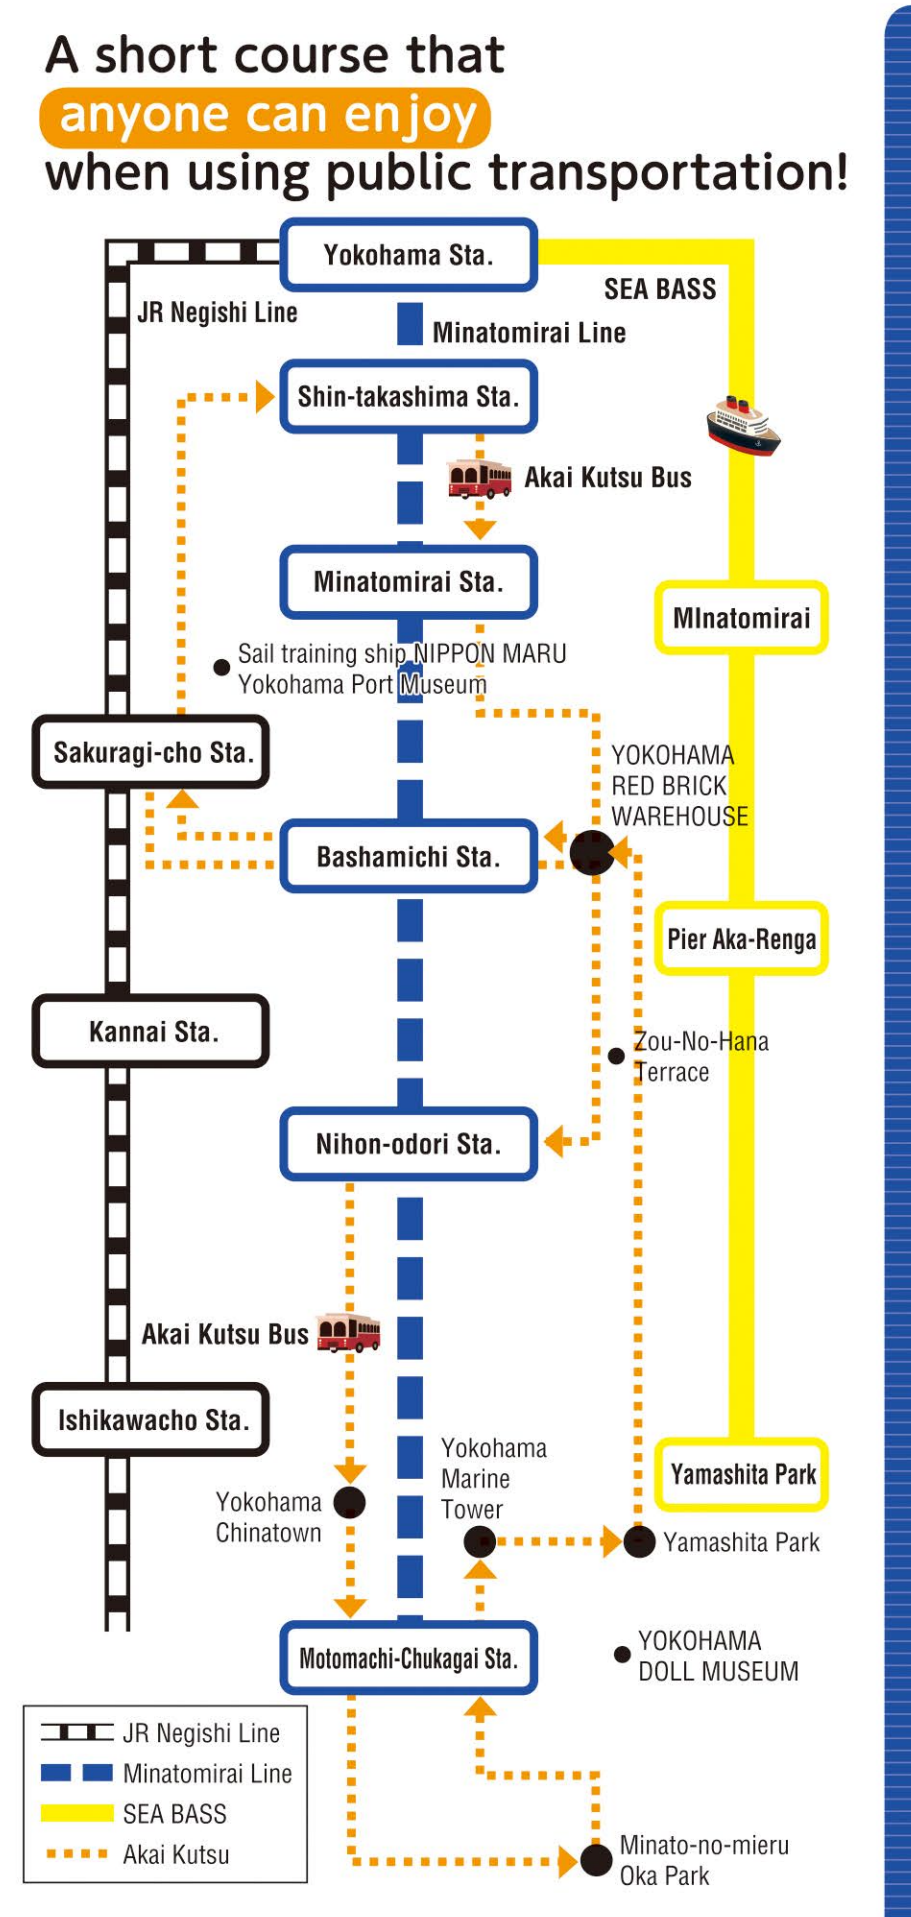 A short course that
anyone can enjoy
when using public transportation!
Yokohama Sta.
SEA BASS
JR Negishi Line
Minatomirai Line
Shin-takashima Sta.
Akai Kutsu Bus
Minatomirai Sta.
MInatomirai
Sail training ship NIPPON MARU
Yokohama Port Museum
Sakuragi-cho Sta.
YOKOHAMA
RED BRICK
WAREHOUSE
Bashamichi Sta.
Pier Aka-Renga
Kannai Sta.
Zou-No-Hana
Terrace
Nihon-odori Sta.
Akai Kutsu Bus
Ishikawacho Sta.
Yokohama
Marine
Tower
Yamashita Park
Yokohama
Chinatown
Yamashita Park
Motomachi-Chukagai Sta.
YOKOHAMA
DOLL MUSEUM
JR Negishi Line
Minatomirai Line
SEA BASS
Akai Kutsu
Minato-no-mieru
Oka Park